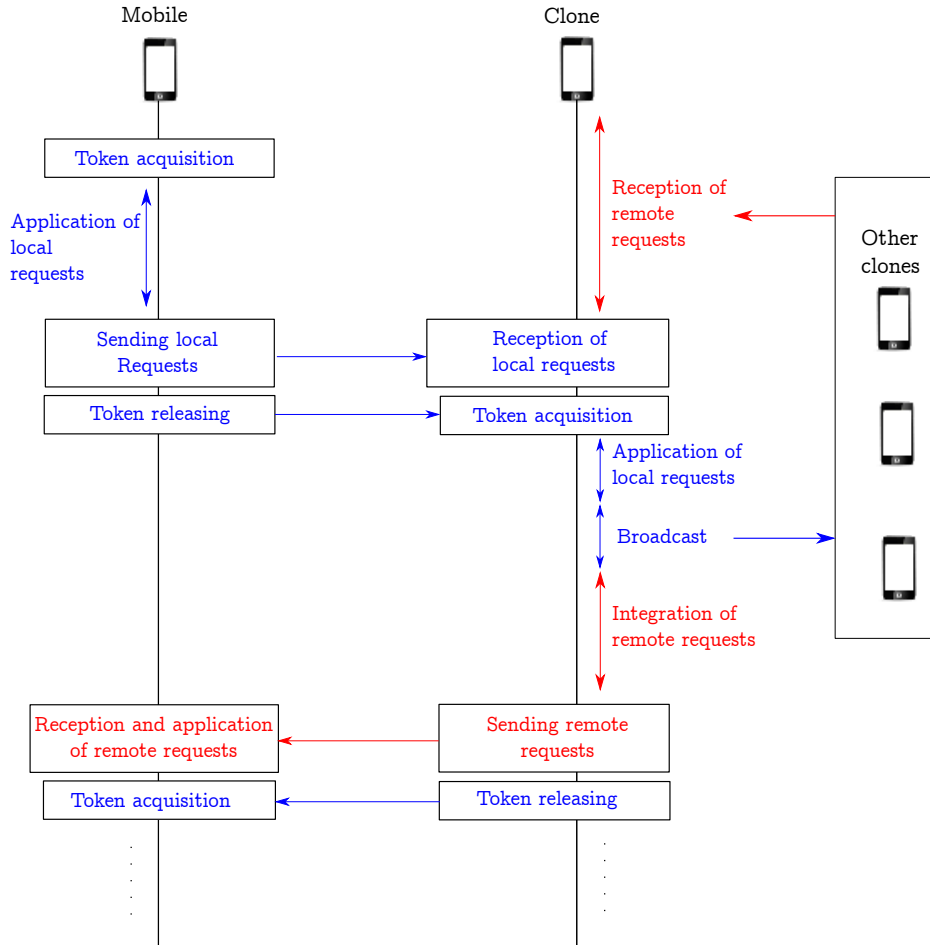 Mobile
Clone
Token acquisition
Application of
local
requests
Reception of
remote
requests
Other
clones
Sending local
Requests
Reception of
local requests
Token releasing
Token acquisition
Application of
local requests
Broadcast
Integration of
remote requests
Reception and application
of remote requests
Sending remote
requests
Token acquisition
Token releasing